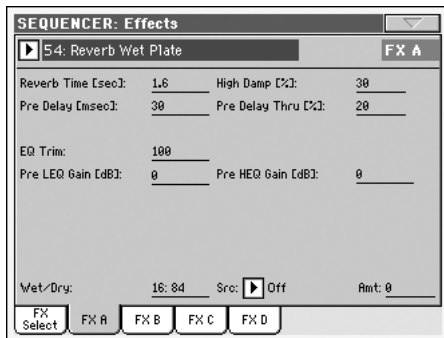 SEQUENCER: Effects
54: Reverb Wet Plate FX A
Reverb Time [sec]: 1.6 High Damp [%]: 30
Pre Delay [msec]: 30 Pre Delay Thru [%]: 20
EQ Trim: 100
Pre LEQ Gain [dB]: 0 Pre HEQ Gain [dB]: 0
Wet/Dry: 16: 84 Src: Off Amt: 0
FX Select FX A FX B FX C FX D